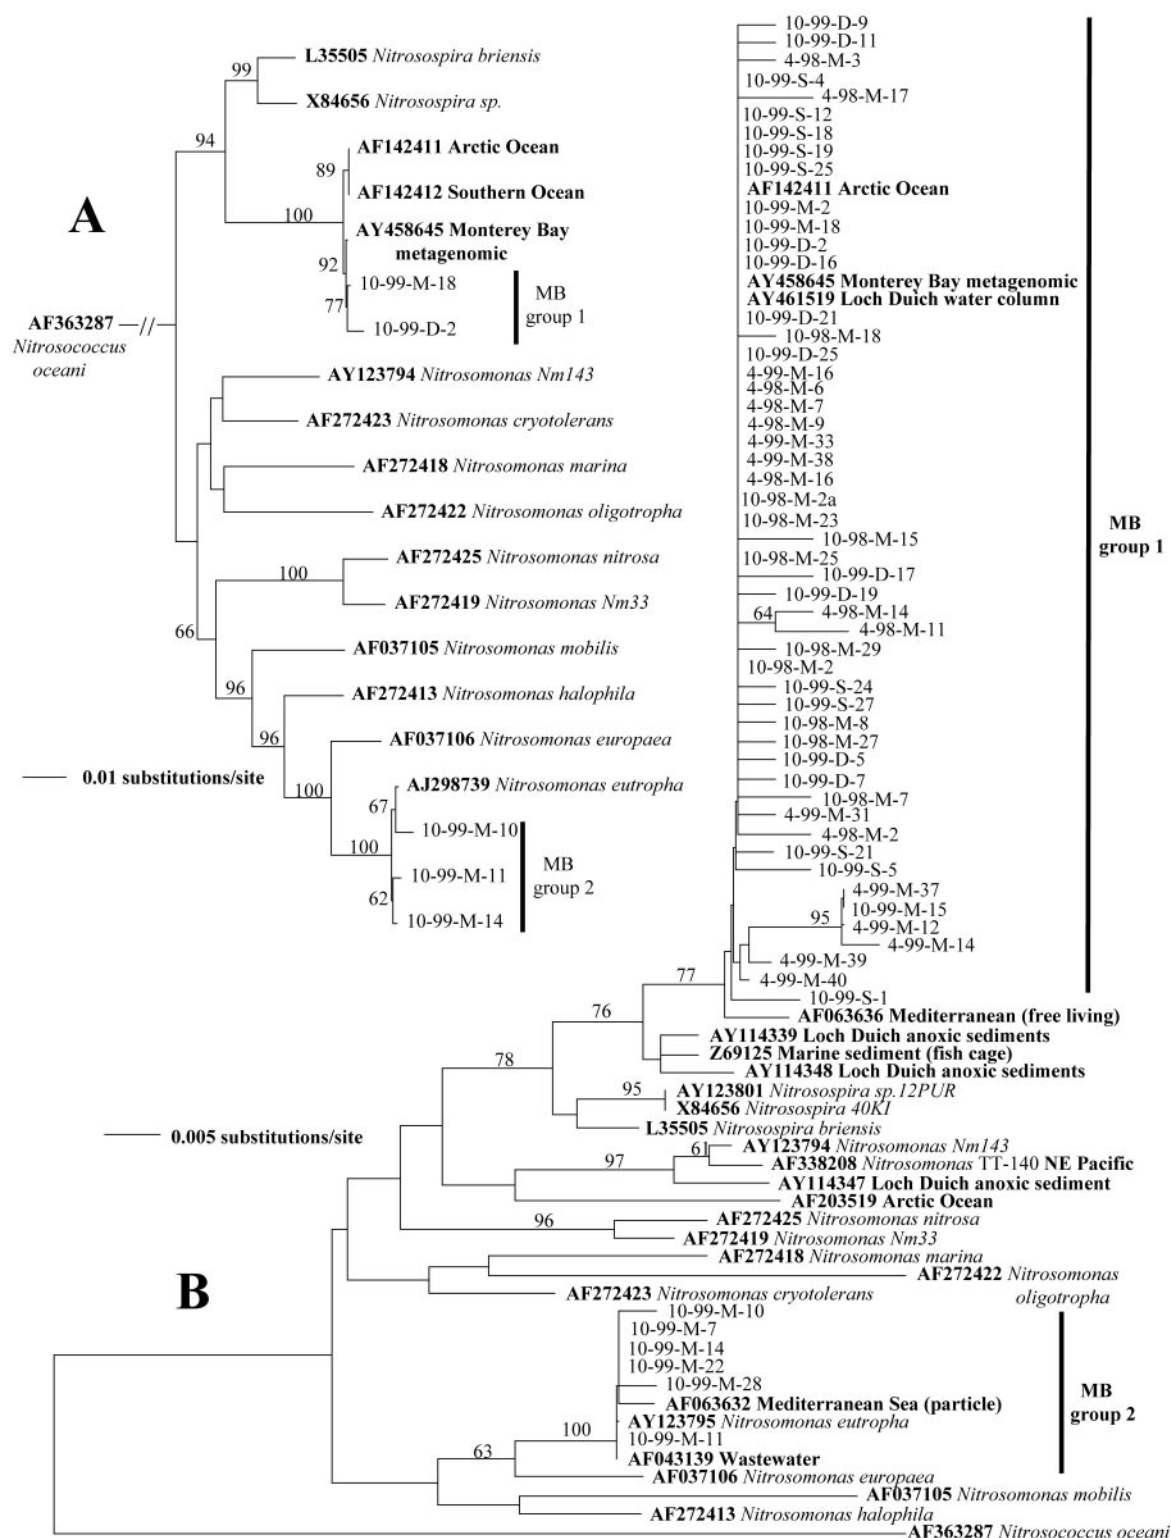 A
L35505 Nitrosospira briensis
99
X84656 Nitrosospira sp.
94
AF142411 Arctic Ocean
89
AF142412 Southern Ocean
100
AY458645 Monterey Bay
metagenomic
92
10-99-M-18
77
10-99-D-2
MB
group 1
AF363287
Nitrosococcus
oceani
AY123794 Nitrosomonas Nm143
AF272423 Nitrosomonas cryotolerans
AF272418 Nitrosomonas marina
AF272422 Nitrosomonas oligotropha
AF272425 Nitrosomonas nitrosa
100
AF272419 Nitrosomonas Nm33
66
AF037105 Nitrosomonas mobilis
96
AF272413 Nitrosomonas halophila
96
AF037106 Nitrosomonas europaea
0.01 substitutions/site
100
AJ298739 Nitrosomonas eutropha
67
10-99-M-10
100
10-99-M-11
62
10-99-M-14
MB
group 2
10-99-D-9
10-99-D-11
4-98-M-3
10-99-S-4
4-98-M-17
10-99-S-12
10-99-S-18
10-99-S-19
10-99-S-25
AF142411 Arctic Ocean
10-99-M-2
10-99-M-18
10-99-D-2
10-99-D-16
AY458645 Monterey Bay metagenomic
AY461519 Loch Duich water column
10-99-D-21
10-98-M-18
10-99-D-25
4-99-M-16
4-98-M-6
4-98-M-7
4-98-M-9
4-99-M-33
4-99-M-38
4-98-M-16
10-98-M-2a
10-98-M-23
10-98-M-15
10-98-M-25
10-99-D-17
10-99-D-19
64
4-98-M-14
4-98-M-11
10-98-M-29
10-98-M-2
10-99-S-24
10-99-S-27
10-98-M-8
10-98-M-27
10-99-D-5
10-99-D-7
10-98-M-7
4-99-M-31
4-98-M-2
10-99-S-21
10-99-S-5
4-99-M-37
10-99-M-15
95
4-99-M-12
4-99-M-14
4-99-M-39
4-99-M-40
10-99-S-1
MB
group 1
77
AF063636 Mediterranean (free living)
76
AY114339 Loch Duich anoxic sediments
Z69125 Marine sediment (fish cage)
AY114348 Loch Duich anoxic sediments
78
95
AY123801 Nitrosospira sp.12PUR
X84656 Nitrosospira 40KI
L35505 Nitrosospira briensis
0.005 substitutions/site
AY123794 Nitrosomonas Nm143
61
AF338208 Nitrosomonas TT-140 NE Pacific
97
AY114347 Loch Duich anoxic sediment
AF203519 Arctic Ocean
AF272425 Nitrosomonas nitrosa
96
AF272419 Nitrosomonas Nm33
AF272418 Nitrosomonas marina
AF272422 Nitrosomonas
oligotropha
AF272423 Nitrosomonas cryotolerans
B
10-99-M-10
10-99-M-7
10-99-M-14
10-99-M-22
10-99-M-28
AF063632 Mediterranean Sea (particle)
AY123795 Nitrosomonas eutropha
100
10-99-M-11
AF043139 Wastewater
MB
group 2
63
AF037106 Nitrosomonas europaea
AF037105 Nitrosomonas mobilis
AF272413 Nitrosomonas halophila
AF363287 Nitrosococcus oceani